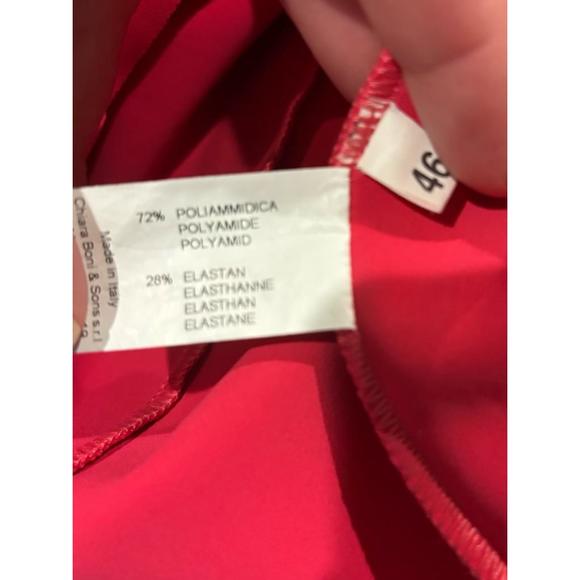 72% POLIAMMIDICA
POLYAMIDE
POLYAMID
28% ELASTAN
ELASTHANNE
ELASTHAN
ELASTANE
Made in Italy
Chiara Boni & Sons s.r.l
46